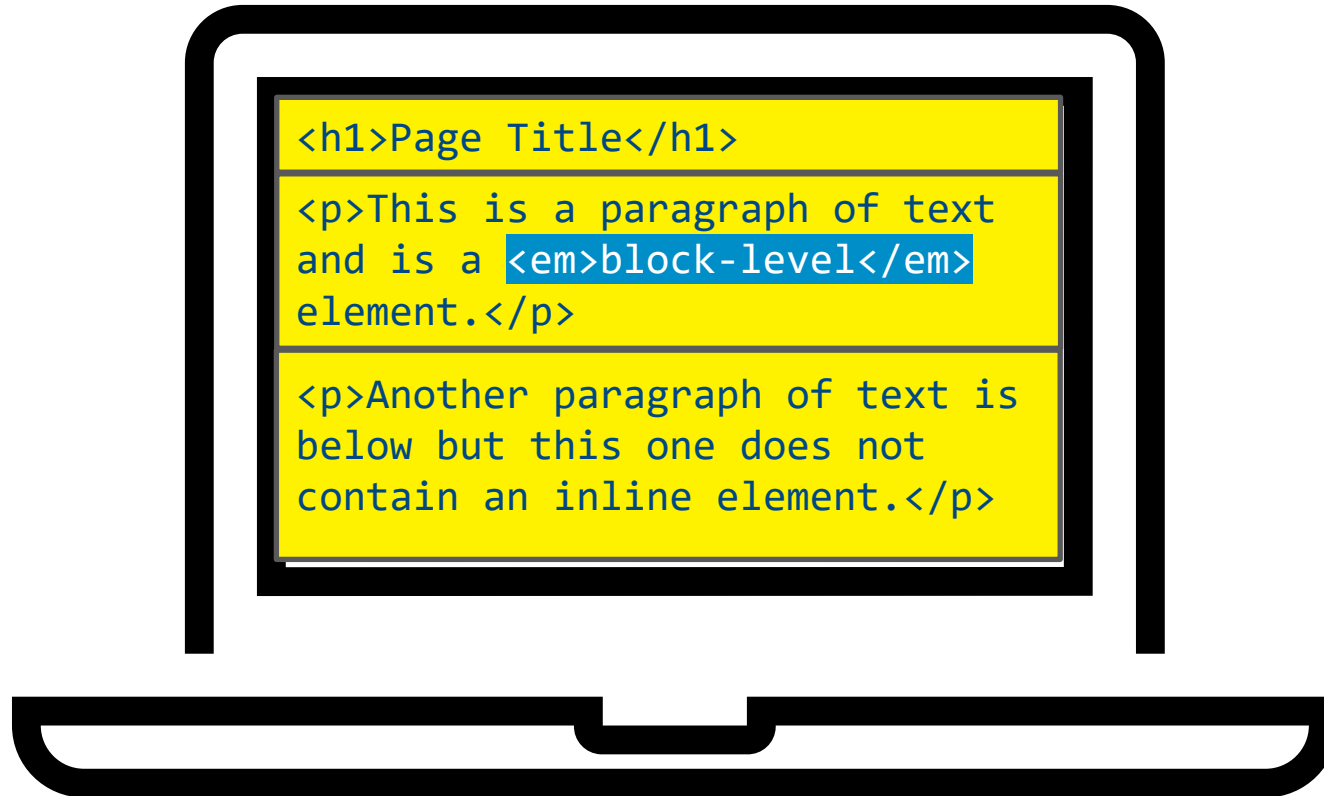 <h1>Page Title</h1>
<p>This is a paragraph of text
and is a <em>block-level</em>
element.</p>
<p>Another paragraph of text is
below but this one does not
contain an inline element.</p>